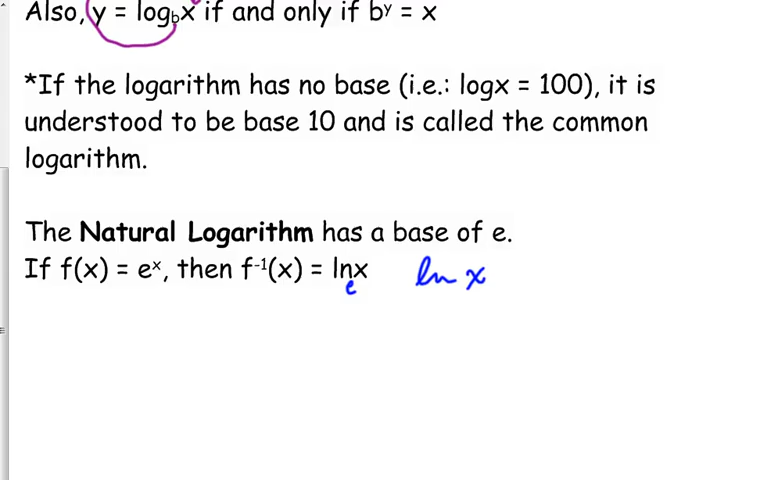 Also, y = log_b x if and only if bʸ = x
*If the logarithm has no base (i.e.: logx = 100), it is
understood to be base 10 and is called the common
logarithm.
The Natural Logarithm has a base of e.
If f(x) = eˣ, then f⁻¹(x) = lnx ln x
e